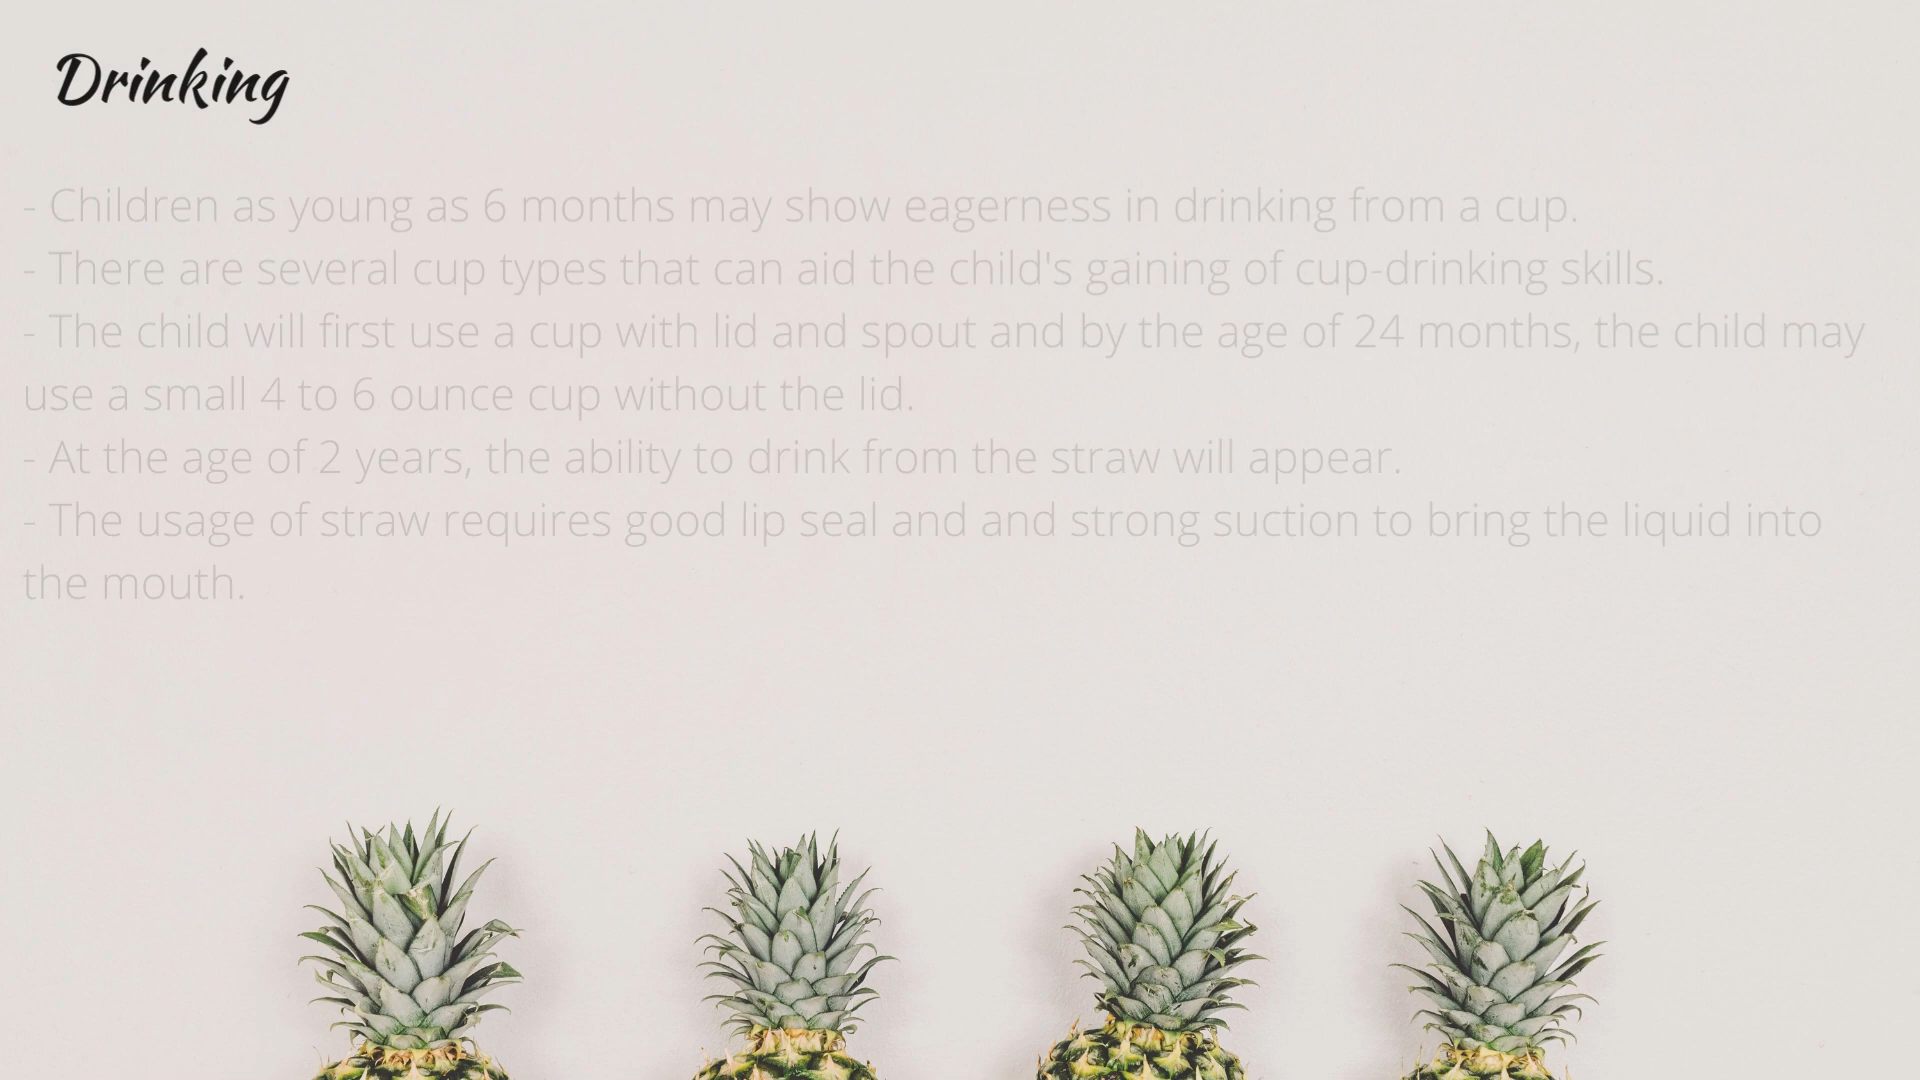 Drinking
- Children as young as 6 months may show eagerness in drinking from a cup.
- There are several cup types that can aid the child's gaining of cup-drinking skills.
- The child will first use a cup with lid and spout and by the age of 24 months, the child may
use a small 4 to 6 ounce cup without the lid.
- At the age of 2 years, the ability to drink from the straw will appear.
- The usage of straw requires good lip seal and and strong suction to bring the liquid into
the mouth.